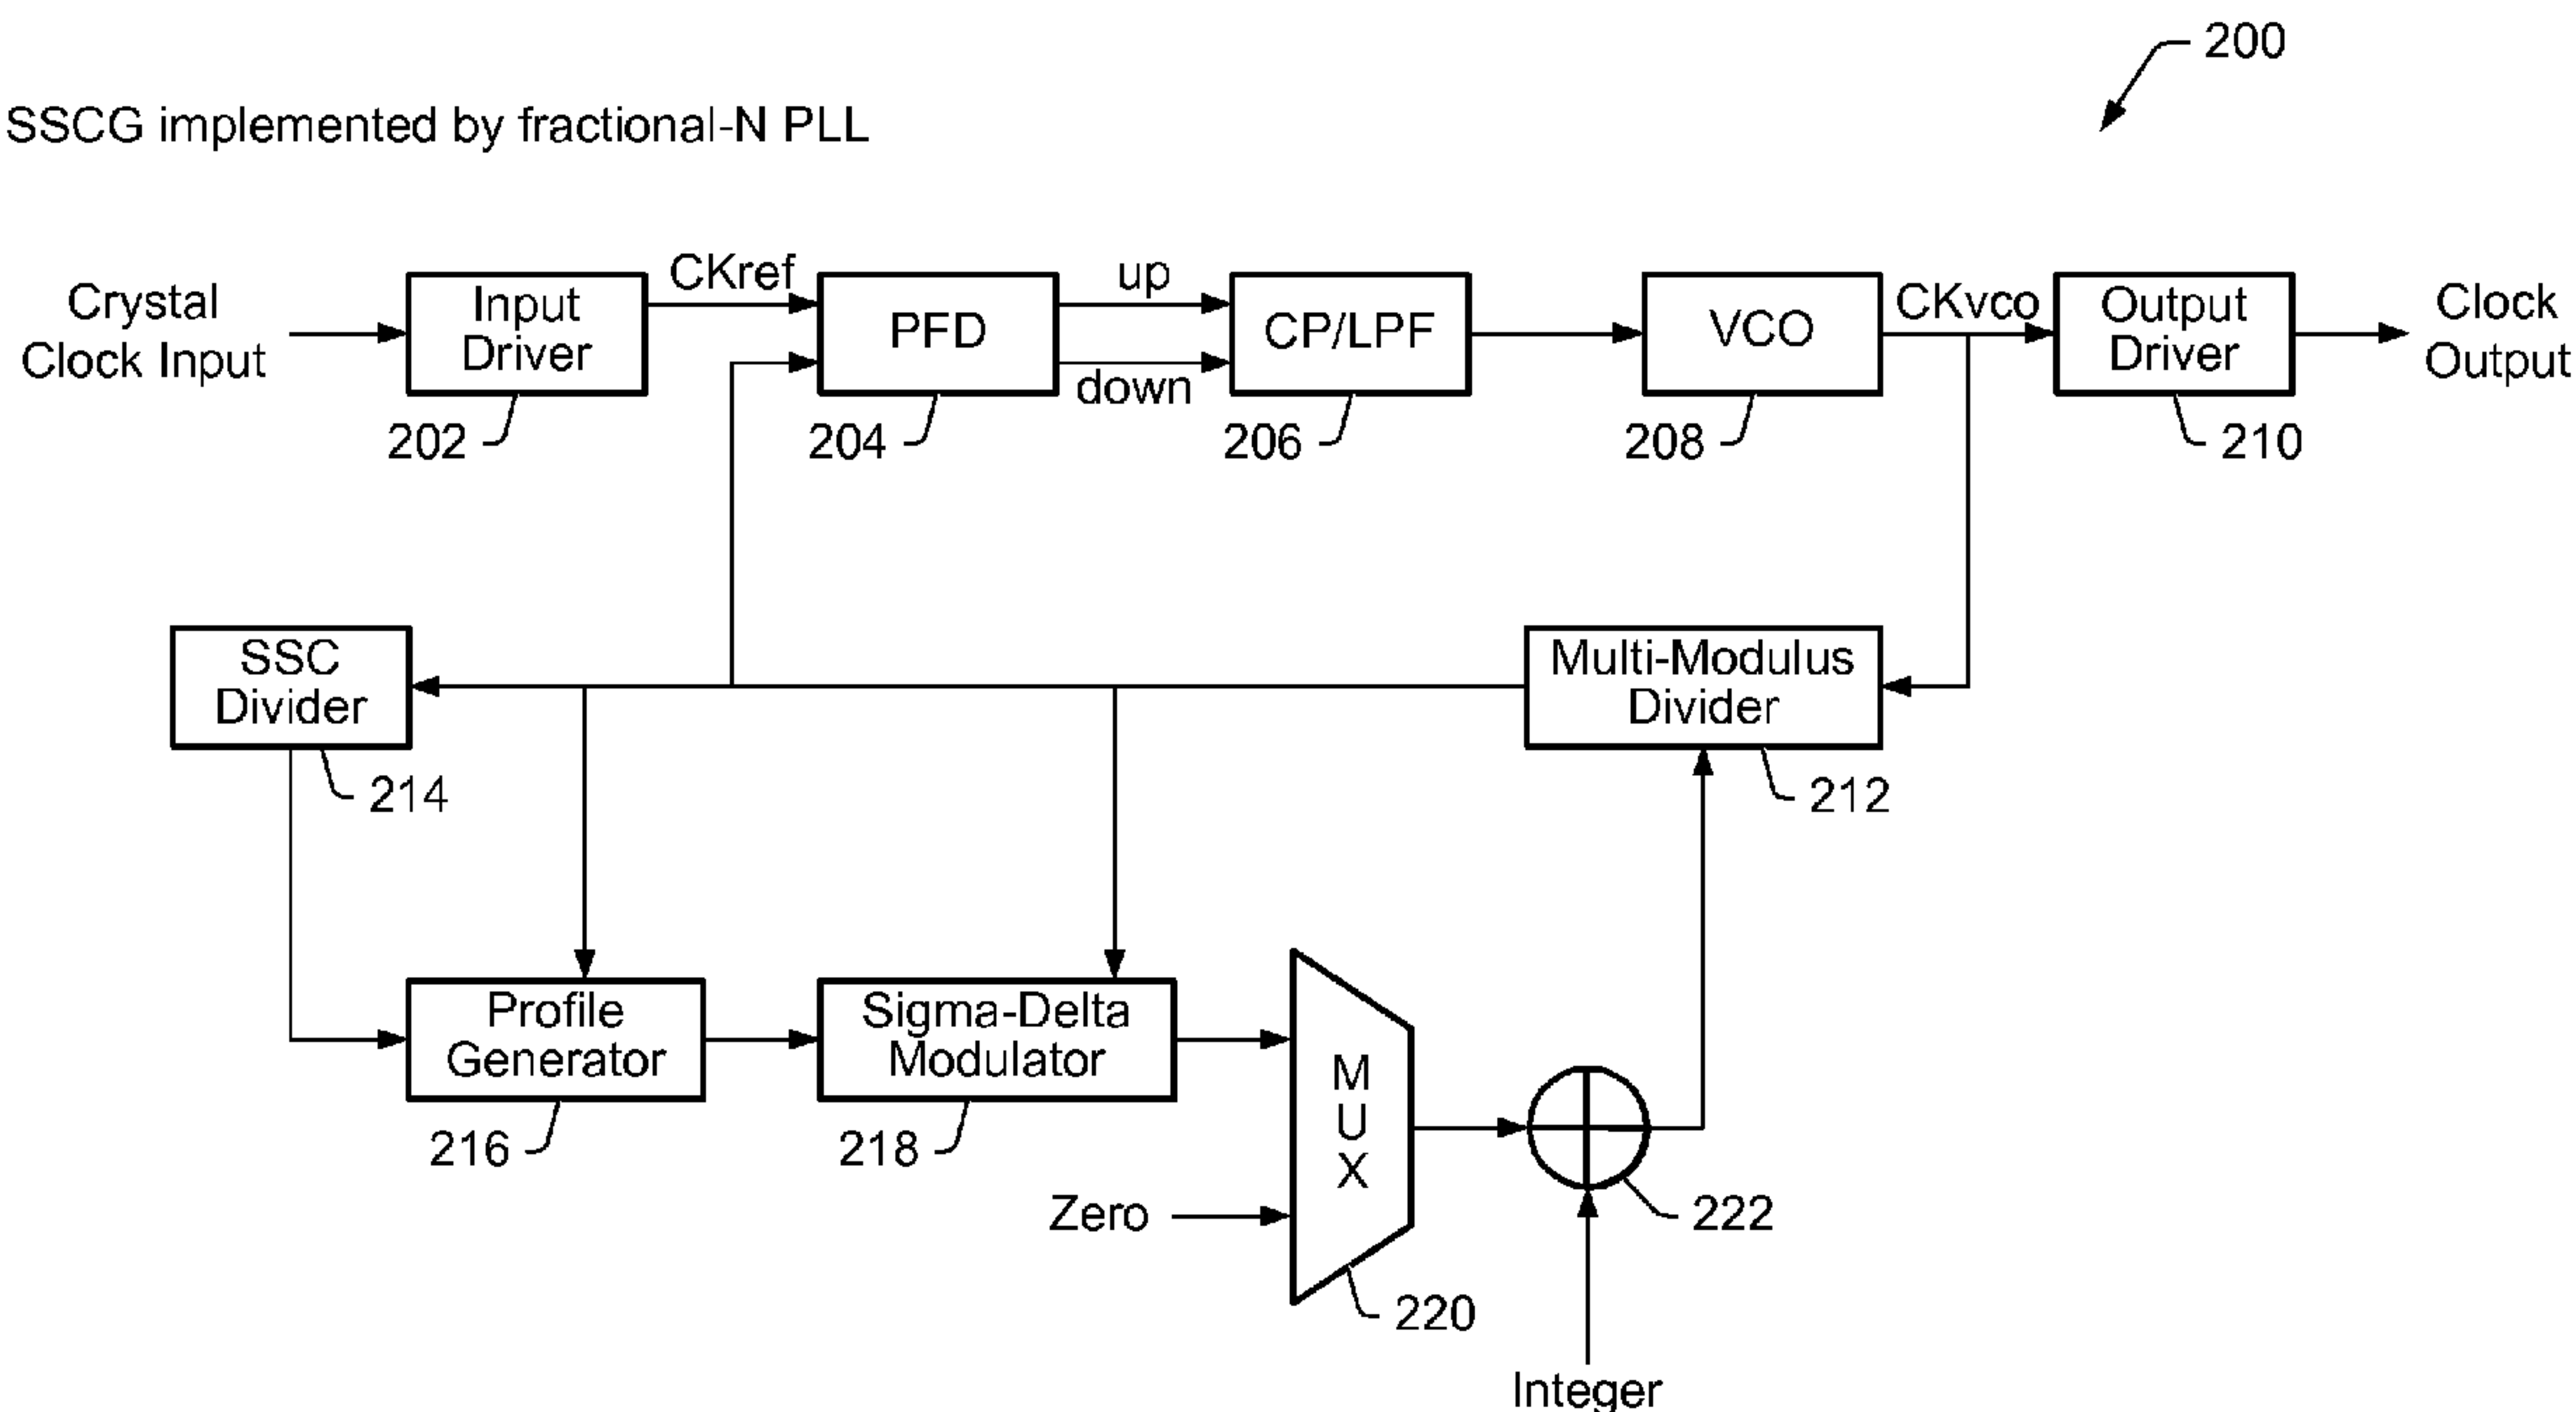 200
SSCG implemented by fractional-N PLL
Crystal
Clock Input
Input
Driver
202
CKref
PFD
204
up
down
CP/LPF
206
VCO
208
CKvco
Output
Driver
210
Clock
Output
SSC
Divider
214
Multi-Modulus
Divider
212
Profile
Generator
216
Sigma-Delta
Modulator
218
Zero
M
U
X
220
222
Integer